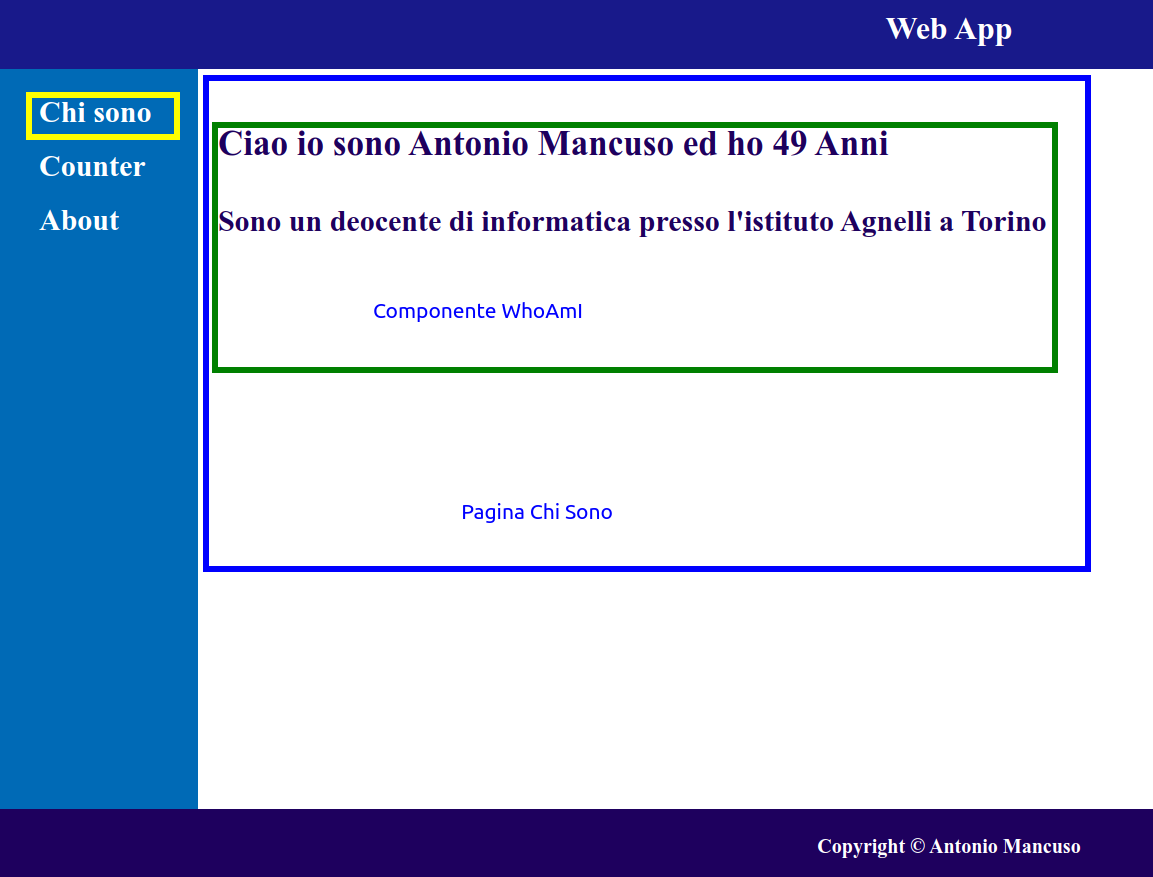 Web App
Chi sono
Counter
About
Ciao io sono Antonio Mancuso ed ho 49 Anni
Sono un deocente di informatica presso l'istituto Agnelli a Torino
Componente WhoAmI
Pagina Chi Sono
Copyright © Antonio Mancuso